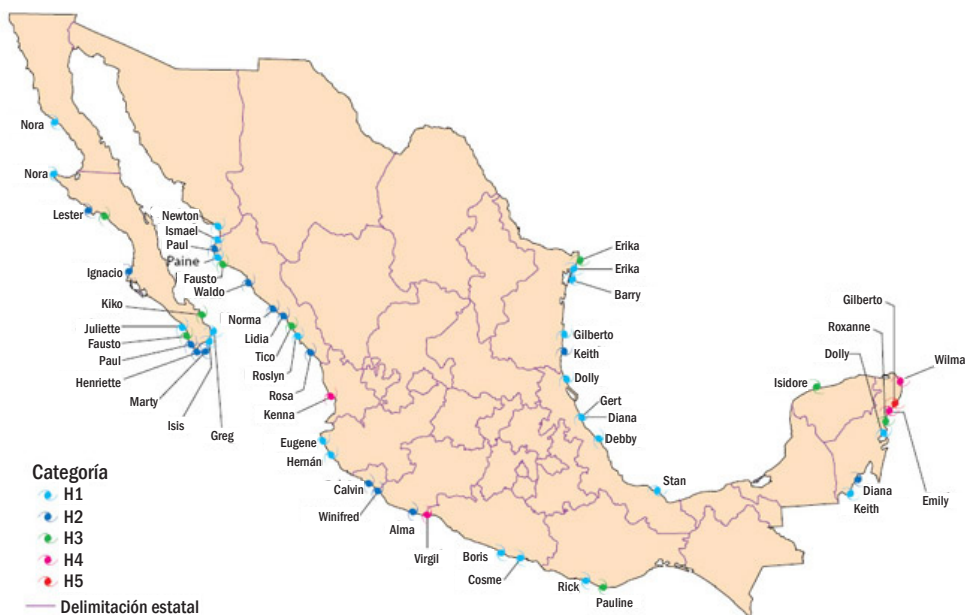 Nora
Nora
Lester
Ignacio
Kiko
Juliette
Fausto
Paul
Henriette
Marty
Isis
Greg
Newton
Ismael
Paul
Paine
Fausto
Waldo
Norma
Lidia
Tico
Roslyn
Rosa
Kenna
Eugene
Hernán
Calvin
Winifred
Alma
Virgil
Boris
Cosme
Rick
Pauline
Erika
Erika
Barry
Gilberto
Keith
Dolly
Gert
Diana
Debby
Stan
Isidore
Gilberto
Roxanne
Dolly
Wilma
Diana
Keith
Emily
Categoría
H1
H2
H3
H4
H5
Delimitación estatal